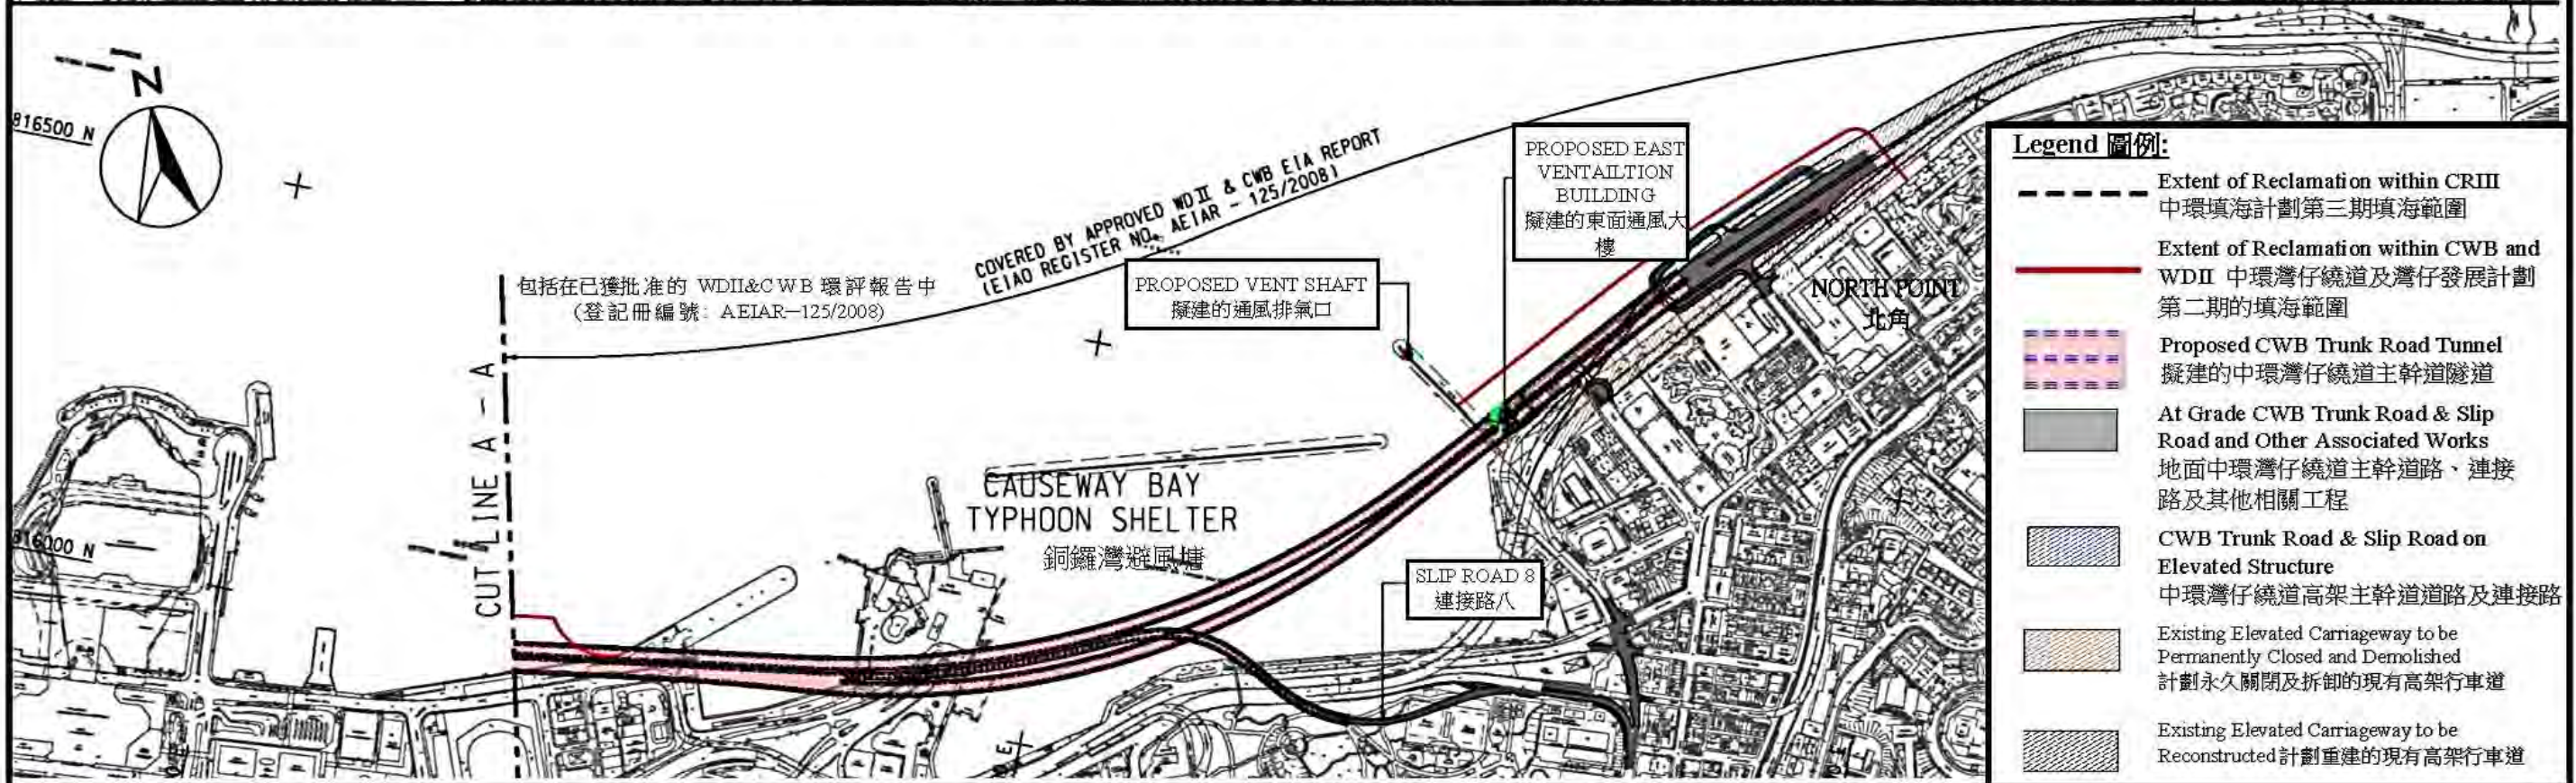 N
816500 N
COVERED BY APPROVED WDII & CWB EIA REPORT
(EIAO REGISTER NO. AEIAR - 125/2008)
包括在已獲批准的 WDII&CWB 環評報告中
(登記冊編號: AEIAR—125/2008)
CUT LINE A - A
PROPOSED VENT SHAFT
擬建的通風排氣口
PROPOSED EAST
VENTAILTION
BUILDING
擬建的東面通風大
樓
NORTH POINT
北角
CAUSEWAY BAY
TYPHOON SHELTER
銅鑼灣避風塘
SLIP ROAD 8
連接路八
816000 N
Legend 圖例:
Extent of Reclamation within CRIII
中環填海計劃第三期填海範圍
Extent of Reclamation within CWB and
WDII 中環灣仔繞道及灣仔發展計劃
第二期的填海範圍
Proposed CWB Trunk Road Tunnel
擬建的中環灣仔繞道主幹道隧道
At Grade CWB Trunk Road & Slip
Road and Other Associated Works
地面中環灣仔繞道主幹道路、連接
路及其他相關工程
CWB Trunk Road & Slip Road on
Elevated Structure
中環灣仔繞道高架主幹道道路及連接路
Existing Elevated Carriageway to be
Permanently Closed and Demolished
計劃永久關閉及拆卸的現有高架行車道
Existing Elevated Carriageway to be
Reconstructed 計劃重建的現有高架行車道